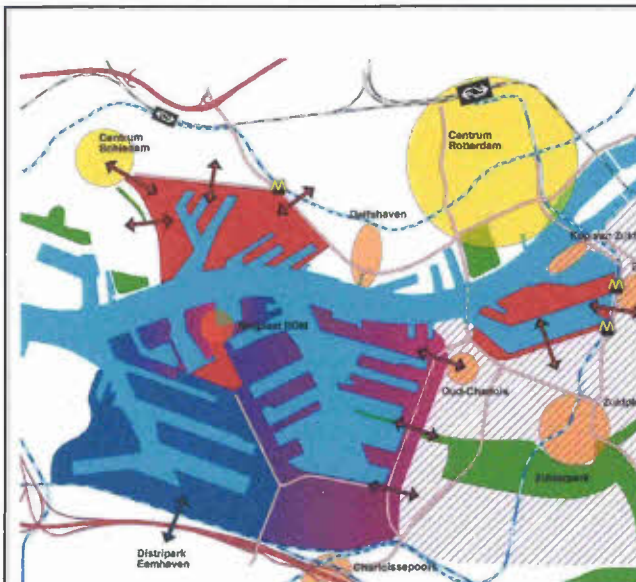 Centrum
Schiedam
Centrum
Rotterdam
Delfshaven
Kop van Zuid
Oud-Charlois
Zuidplein
Zuiderpark
Distripark
Eemhaven
Charloissepoort